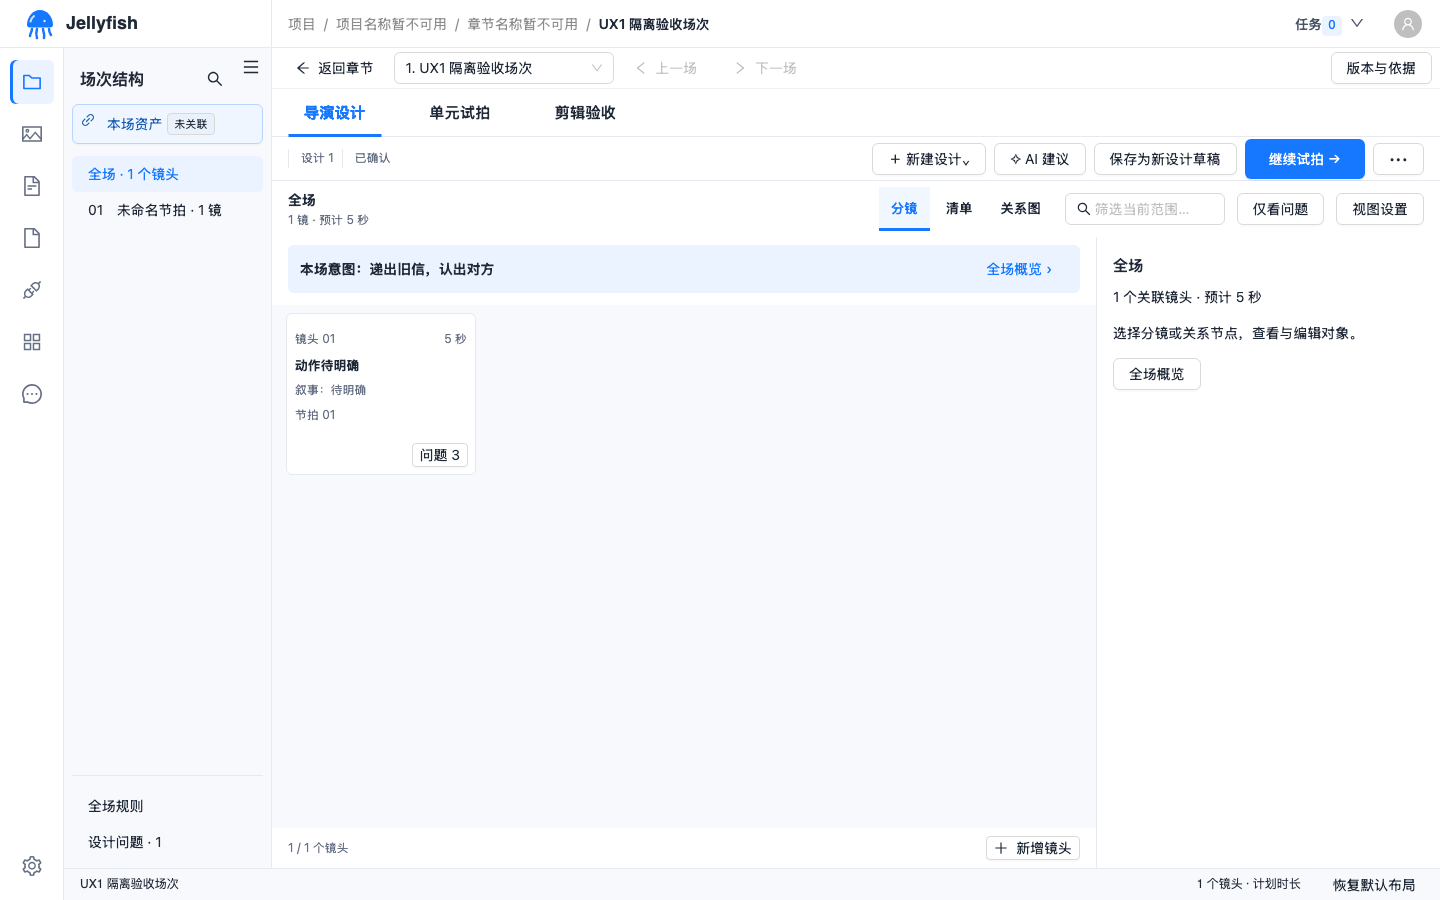 Jellyfish
项目 / 项目名称暂不可用 / 章节名称暂不可用 / UX1 隔离验收场次
任务 0
场次结构
返回章节
1. UX1 隔离验收场次
上一场
下一场
版本与依据
本场资产 未关联
导演设计
单元试拍
剪辑验收
全场 · 1 个镜头
01 未命名节拍 · 1 镜
设计 1
已确认
新建设计
AI 建议
保存为新设计草稿
继续试拍 →
全场
1 镜 · 预计 5 秒
分镜
清单
关系图
筛选当前范围...
仅看问题
视图设置
本场意图：递出旧信，认出对方
全场概览 ›
镜头 01
5 秒
动作待明确
叙事：待明确
节拍 01
问题 3
全场
1 个关联镜头 · 预计 5 秒
选择分镜或关系节点，查看与编辑对象。
全场概览
全场规则
设计问题 · 1
1 / 1 个镜头
新增镜头
UX1 隔离验收场次
1 个镜头 · 计划时长
恢复默认布局